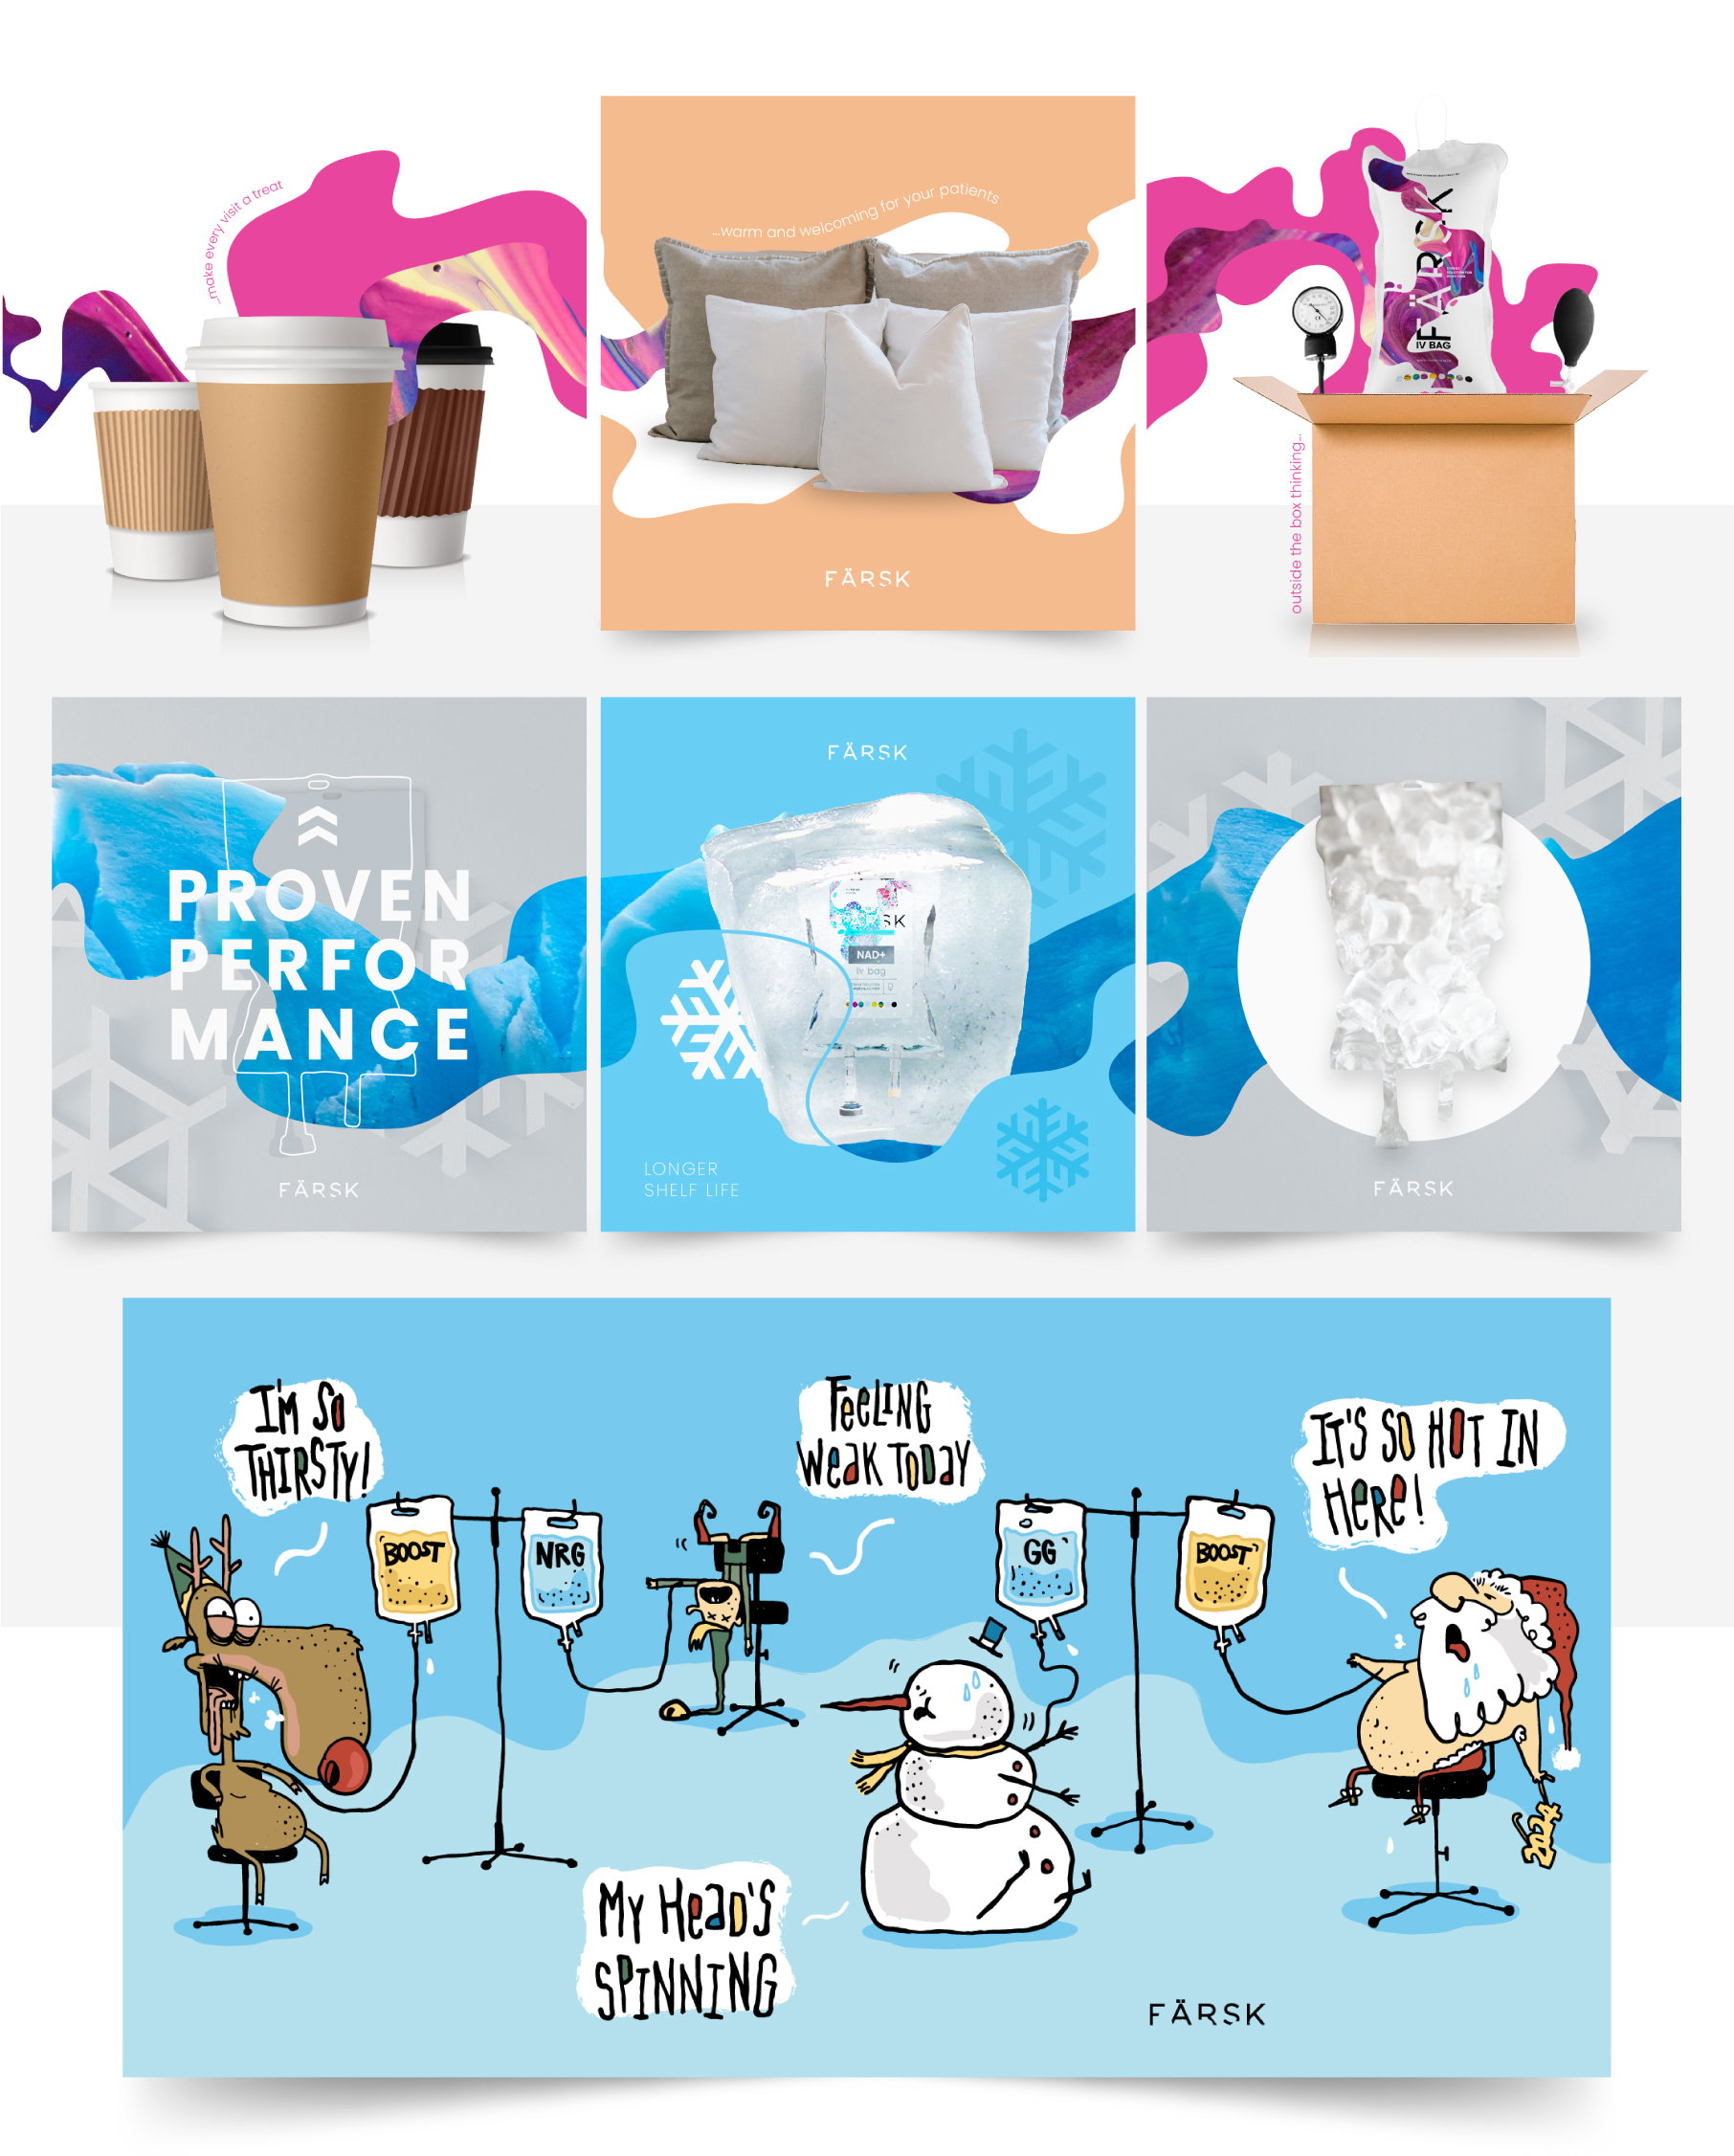 ...make every visit a treat
...warm and welcoming for your patients
FÄRSK
FÄRSK
IV BAG
outside the box thinking...
PROVEN
PERFOR
MANCE
FÄRSK
FÄRSK
FÄRSK
NAD+
iv bag
LONGER
SHELF LIFE
FÄRSK
I'M SO
THIRSTY!
FEELING
WEAK TODAY
IT'S SO HOT IN
HERE!
BOOST
NRG
GG
BOOST
MY HEAD'S
SPINNING
FÄRSK